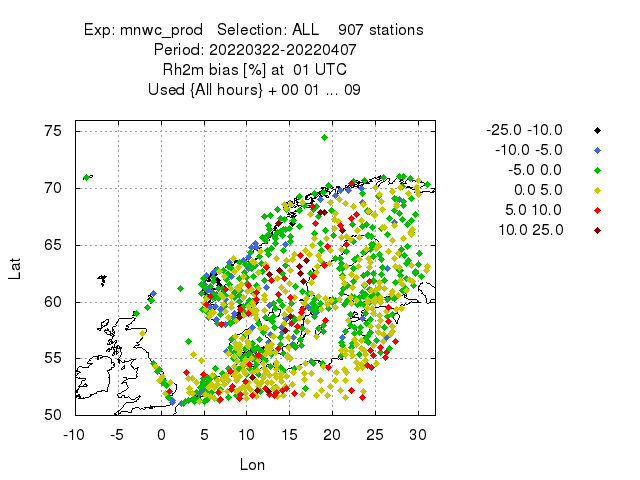 Exp: mnwc_prod Selection: ALL 907 stations
Period: 20220322-20220407
Rh2m bias [%] at 01 UTC
Used {All hours} + 00 01 ... 09
-25.0 -10.0
-10.0 -5.0
-5.0 0.0
0.0 5.0
5.0 10.0
10.0 25.0
75
70
65
60
55
50
Lat
-10 -5 0 5 10 15 20 25 30
Lon